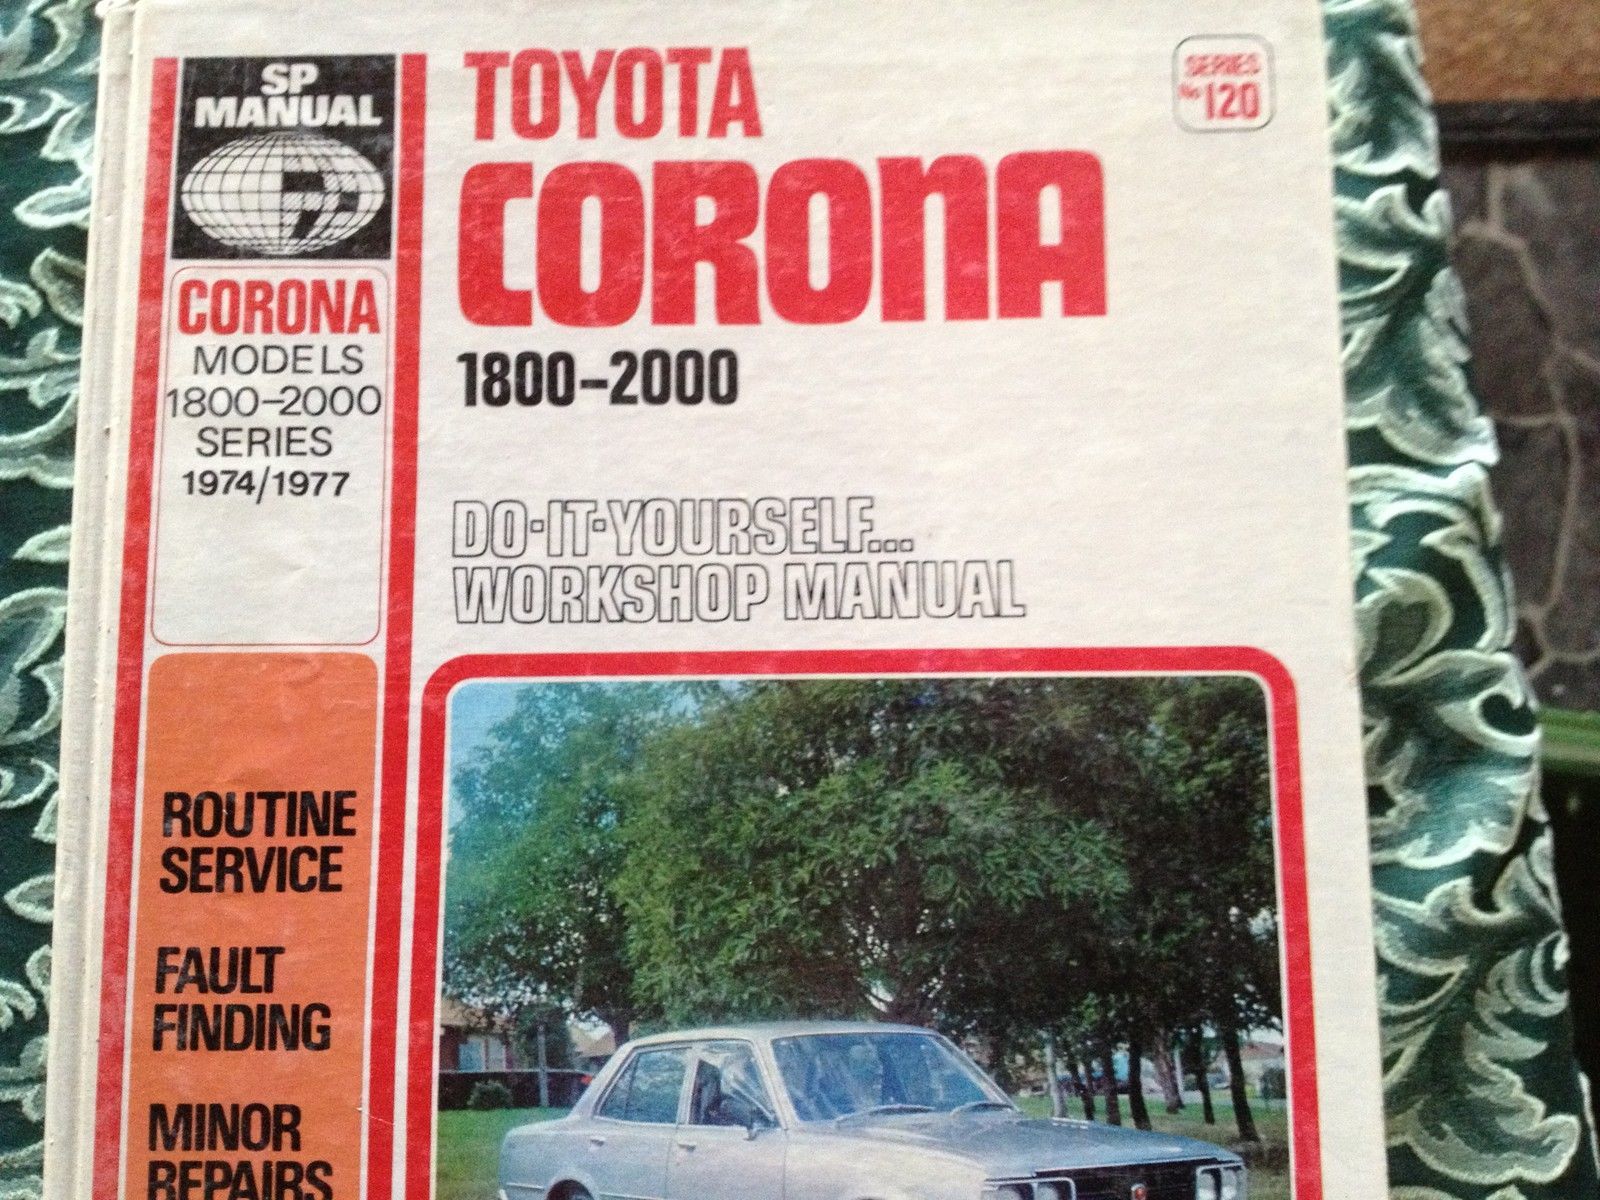 SP
MANUAL
CORONA
MODELS
1800-2000
SERIES
1974/1977
ROUTINE
SERVICE
FAULT
FINDING
MINOR
REPAIRS
TOYOTA
CORONA
1800-2000
DO·IT·YOURSELF...
WORKSHOP MANUAL
SERIES
No 120